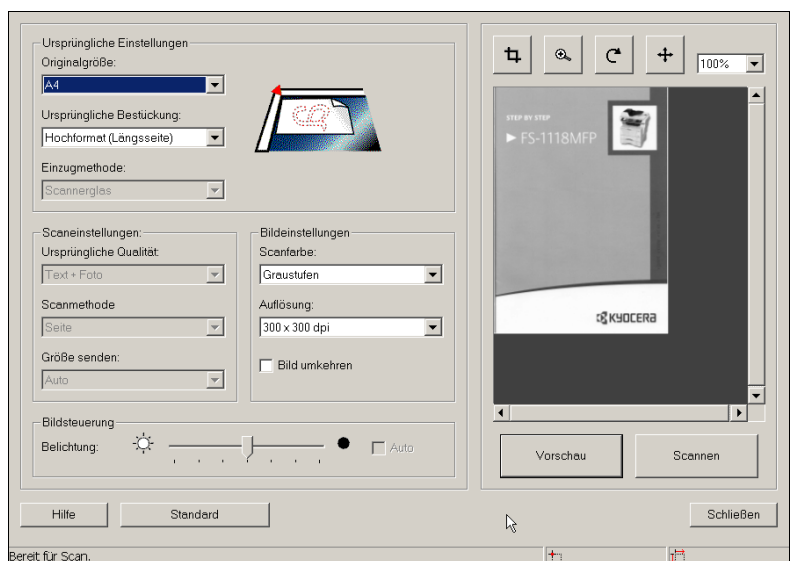 Ursprüngliche Einstellungen
Originalgröße:
A4
Ursprüngliche Bestückung:
Hochformat (Längsseite)
Einzugmethode:
Scannerglas
Scaneinstellungen:
Ursprüngliche Qualität:
Text + Foto
Scanmethode
Seite
Größe senden:
Auto
Bildeinstellungen
Scanfarbe:
Graustufen
Auflösung:
300 x 300 dpi
Bild umkehren
Bildsteuerung
Belichtung:
Auto
100%
STEP BY STEP
FS-1118MFP
KYOCERA
Vorschau
Scannen
Hilfe
Standard
Schließen
Bereit für Scan.